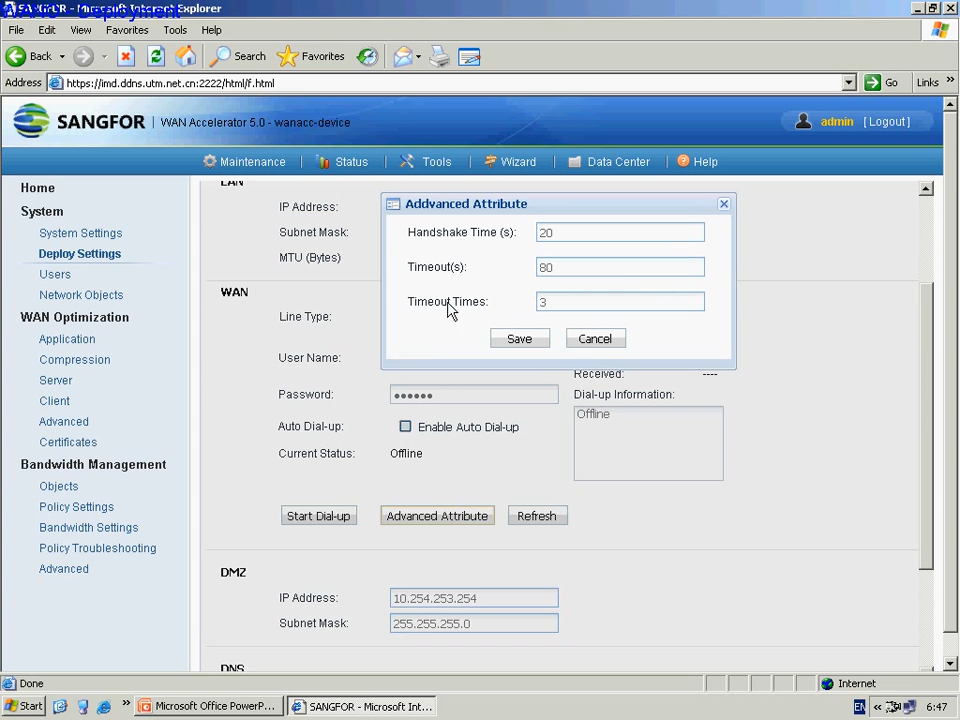 SANGFOR - Microsoft Internet Explorer
File Edit View Favorites Tools Help
Back Search Favorites
Address https://imd.ddns.utm.net.cn:2222/html/f.html Go Links »
SANGFOR | WAN Accelerator 5.0 - wanacc-device
admin [Logout]
Maintenance | Status | Tools | Wizard | Data Center | Help
Home
System
System Settings
Deploy Settings
Users
Network Objects
WAN Optimization
Application
Compression
Server
Client
Advanced
Certificates
Bandwidth Management
Objects
Policy Settings
Bandwidth Settings
Policy Troubleshooting
Advanced
LAN
IP Address:
Subnet Mask:
MTU (Bytes)
WAN
Line Type:
User Name:
Password: ••••••
Auto Dial-up: Enable Auto Dial-up
Current Status: Offline
Received: ----
Dial-up Information:
Offline
Start Dial-up Advanced Attribute Refresh
DMZ
IP Address: 10.254.253.254
Subnet Mask: 255.255.255.0
DNS
Addvanced Attribute
Handshake Time (s): 20
Timeout(s): 80
Timeout Times: 3
Save Cancel
Done Internet
Start » Microsoft Office PowerP... SANGFOR - Microsoft Int... EN « 6:47